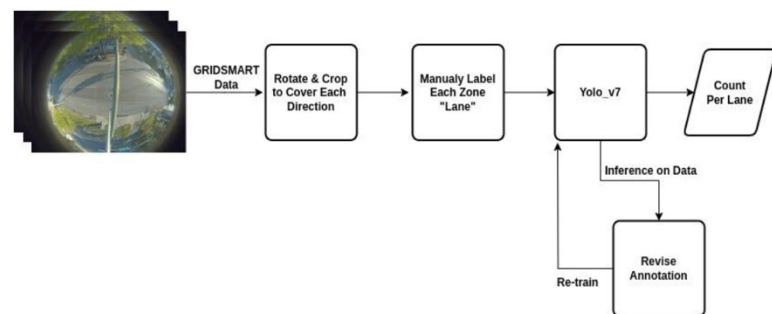 GRIDSMART
Data
Rotate & Crop
to Cover Each
Direction
Manualy Label
Each Zone
"Lane"
Yolo_v7
Count
Per Lane
Inference on Data
Revise
Annotation
Re-train